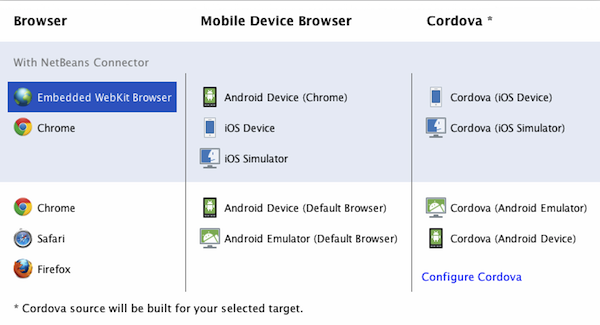 Browser
Mobile Device Browser
Cordova *
With NetBeans Connector
Embedded WebKit Browser
Android Device (Chrome)
Cordova (iOS Device)
Chrome
iOS Device
Cordova (iOS Simulator)
iOS Simulator
Chrome
Android Device (Default Browser)
Cordova (Android Emulator)
Safari
Android Emulator (Default Browser)
Cordova (Android Device)
Firefox
Configure Cordova
* Cordova source will be built for your selected target.